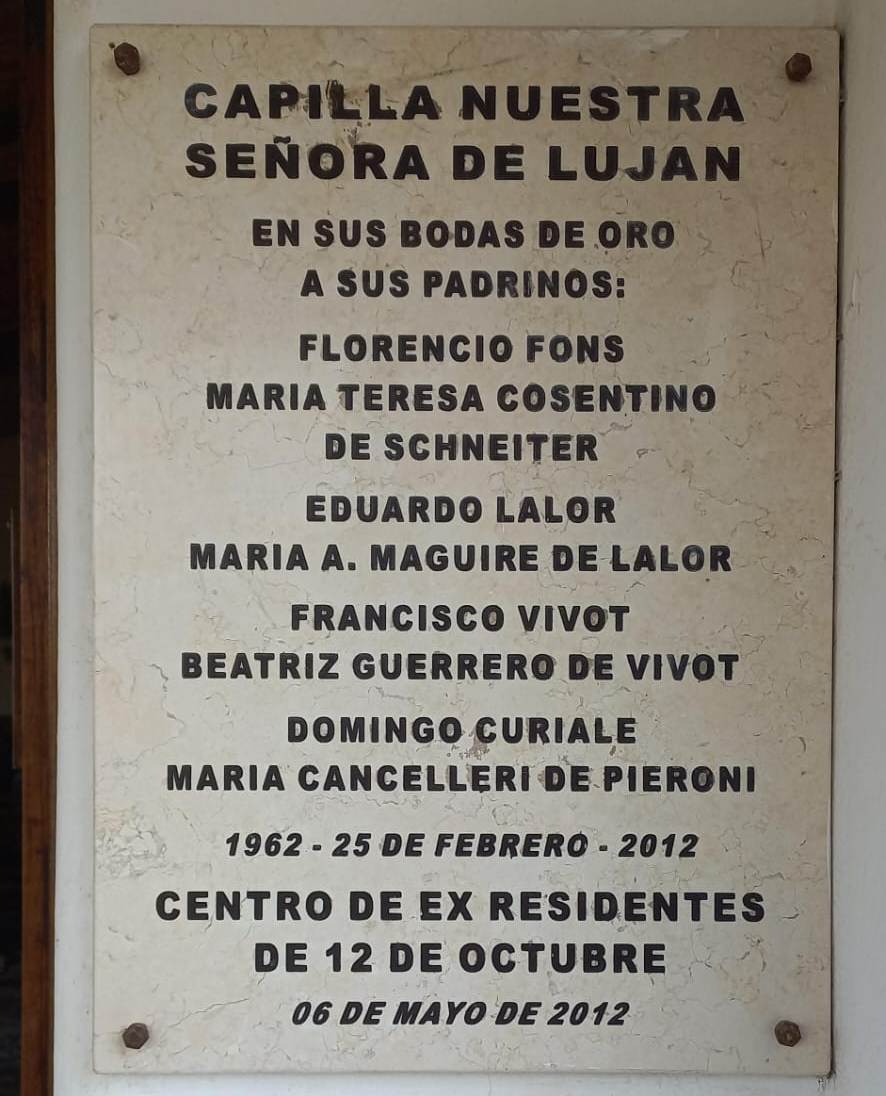 CAPILLA NUESTRA
SEÑORA DE LUJAN
EN SUS BODAS DE ORO
A SUS PADRINOS:
FLORENCIO FONS
MARIA TERESA COSENTINO
DE SCHNEITER
EDUARDO LALOR
MARIA A. MAGUIRE DE LALOR
FRANCISCO VIVOT
BEATRIZ GUERRERO DE VIVOT
DOMINGO CURIALE
MARIA CANCELLERI DE PIERONI
1962 - 25 DE FEBRERO - 2012
CENTRO DE EX RESIDENTES
DE 12 DE OCTUBRE
06 DE MAYO DE 2012